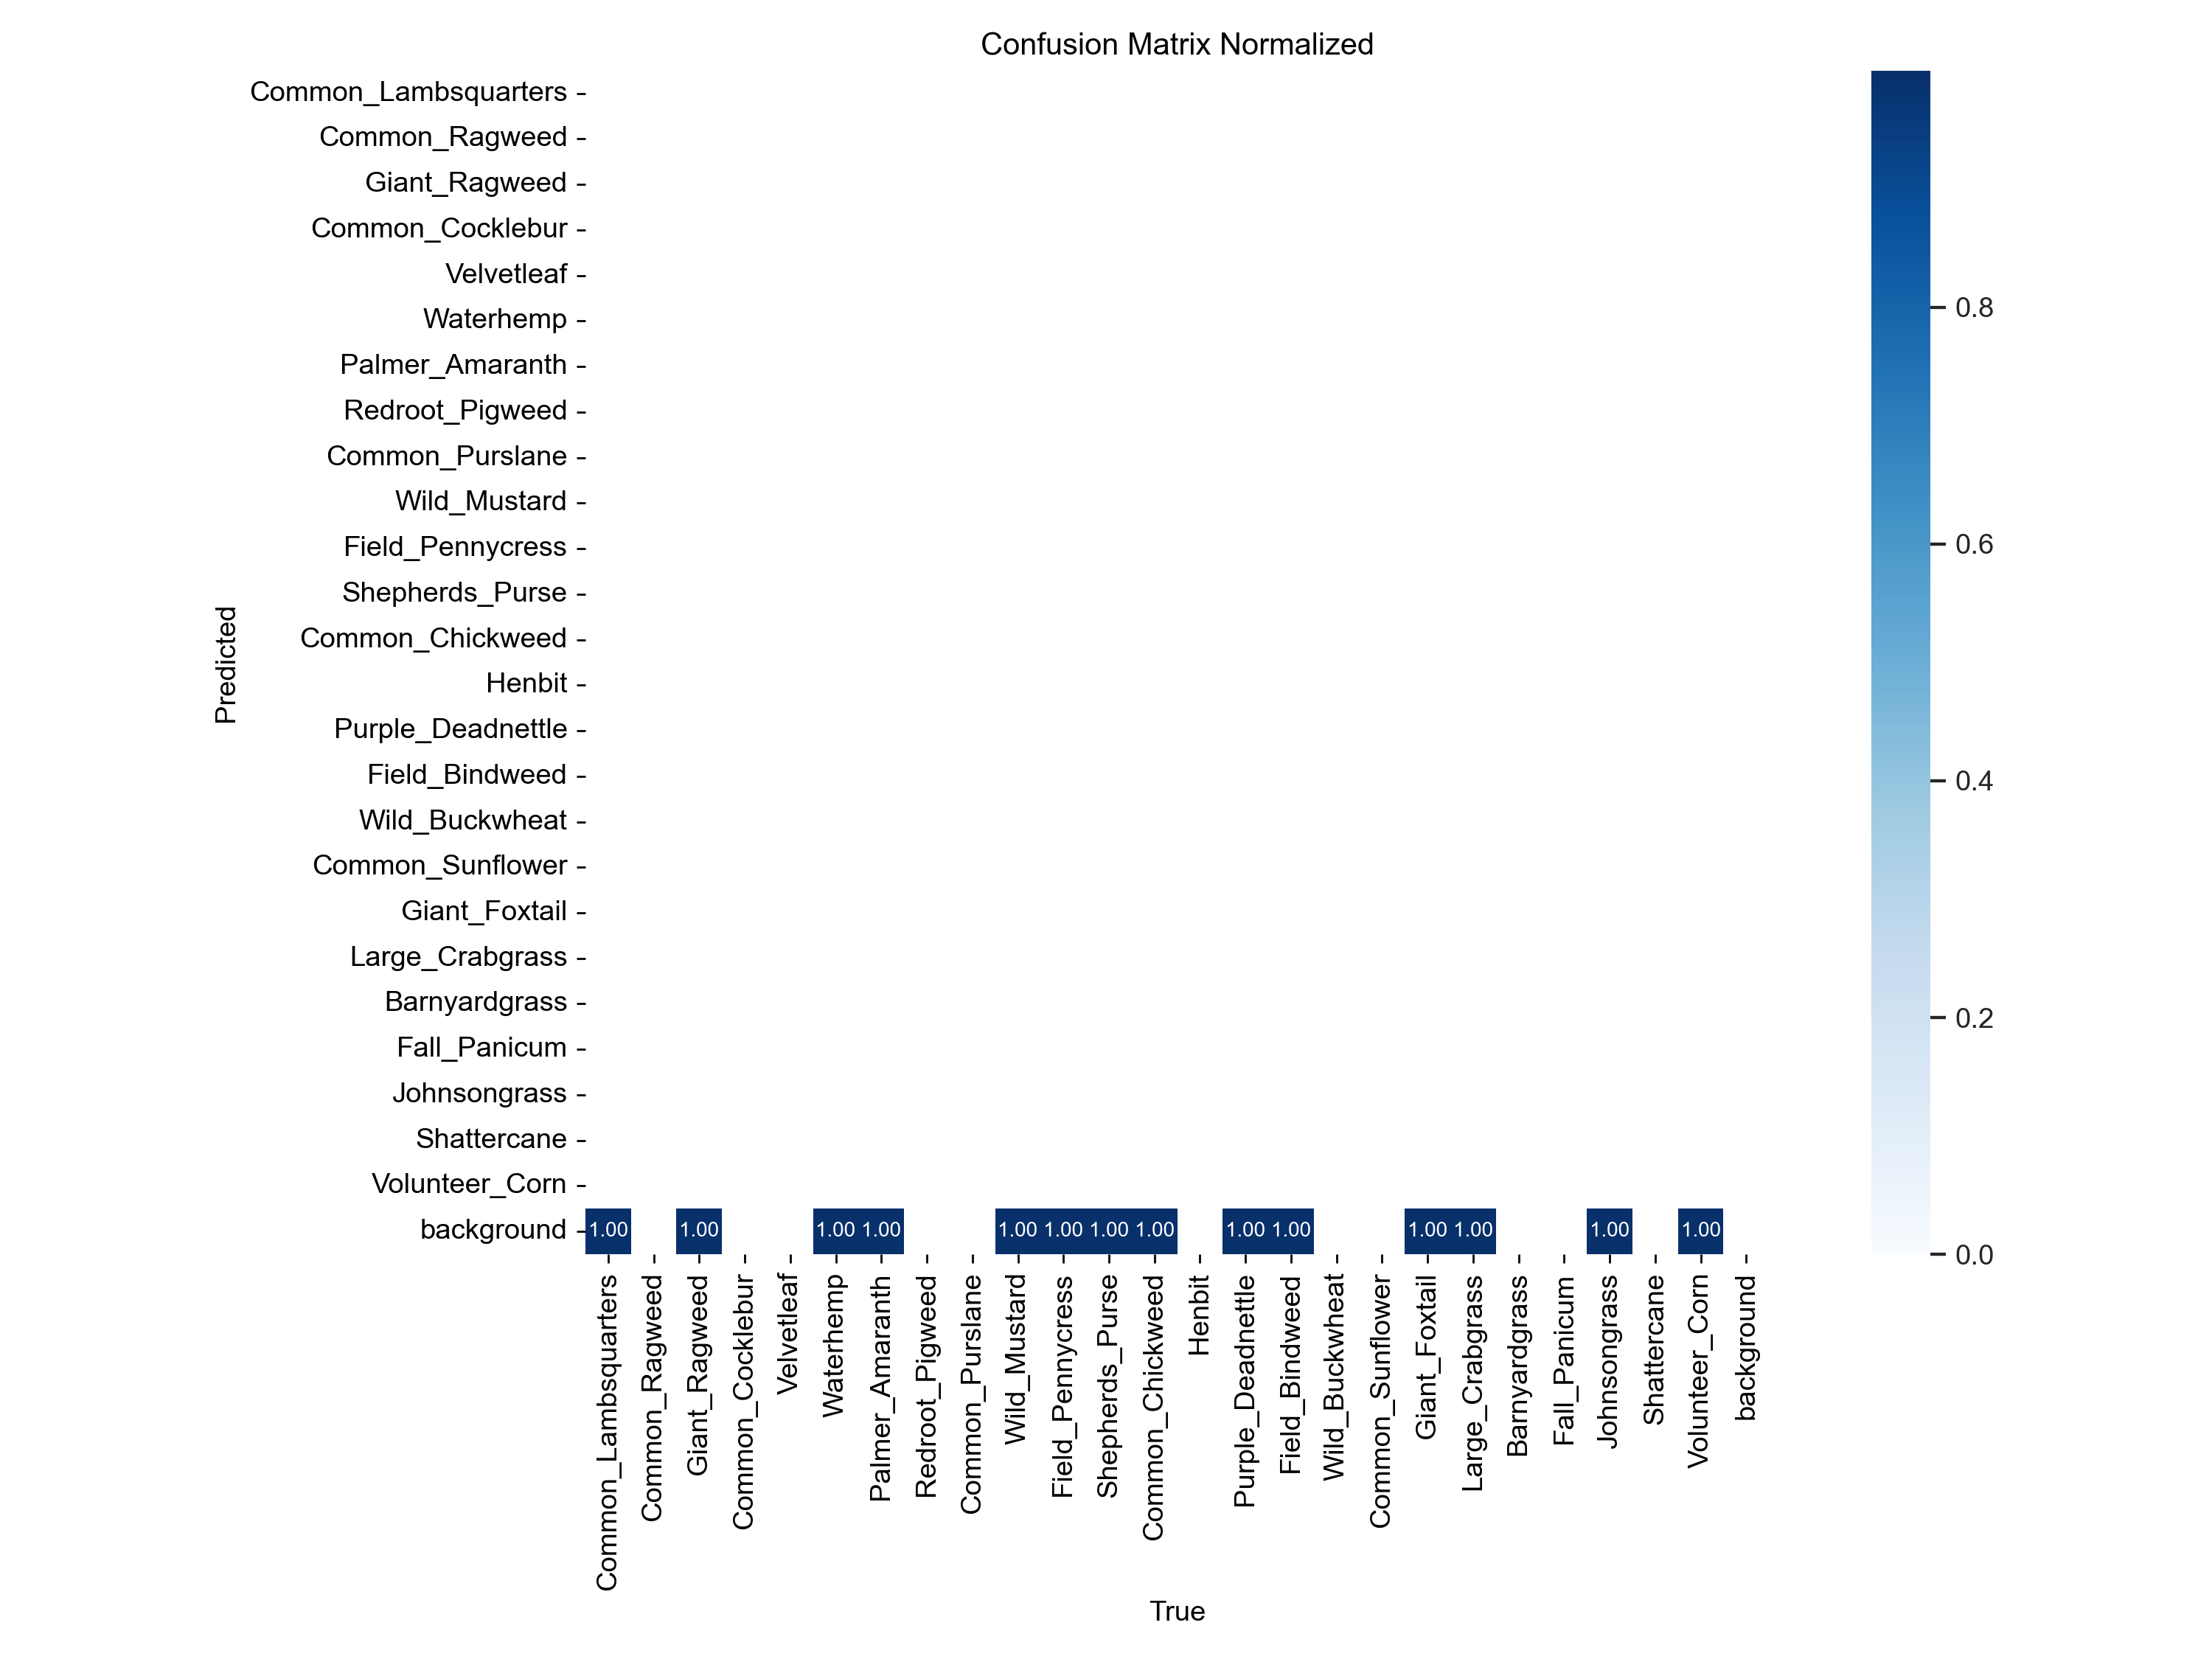 Confusion Matrix Normalized
Common_Lambsquarters
Common_Ragweed
Giant_Ragweed
Common_Cocklebur
Velvetleaf
Waterhemp
Palmer_Amaranth
Redroot_Pigweed
Common_Purslane
Wild_Mustard
Field_Pennycress
Shepherds_Purse
Common_Chickweed
Henbit
Purple_Deadnettle
Field_Bindweed
Wild_Buckwheat
Common_Sunflower
Giant_Foxtail
Large_Crabgrass
Barnyardgrass
Fall_Panicum
Johnsongrass
Shattercane
Volunteer_Corn
background
Predicted
1.00 1.00 1.00 1.00 1.00 1.00 1.00 1.00 1.00 1.00 1.00 1.00 1.00 1.00
Common_Lambsquarters
Common_Ragweed
Giant_Ragweed
Common_Cocklebur
Velvetleaf
Waterhemp
Palmer_Amaranth
Redroot_Pigweed
Common_Purslane
Wild_Mustard
Field_Pennycress
Shepherds_Purse
Common_Chickweed
Henbit
Purple_Deadnettle
Field_Bindweed
Wild_Buckwheat
Common_Sunflower
Giant_Foxtail
Large_Crabgrass
Barnyardgrass
Fall_Panicum
Johnsongrass
Shattercane
Volunteer_Corn
background
True
0.8
0.6
0.4
0.2
0.0